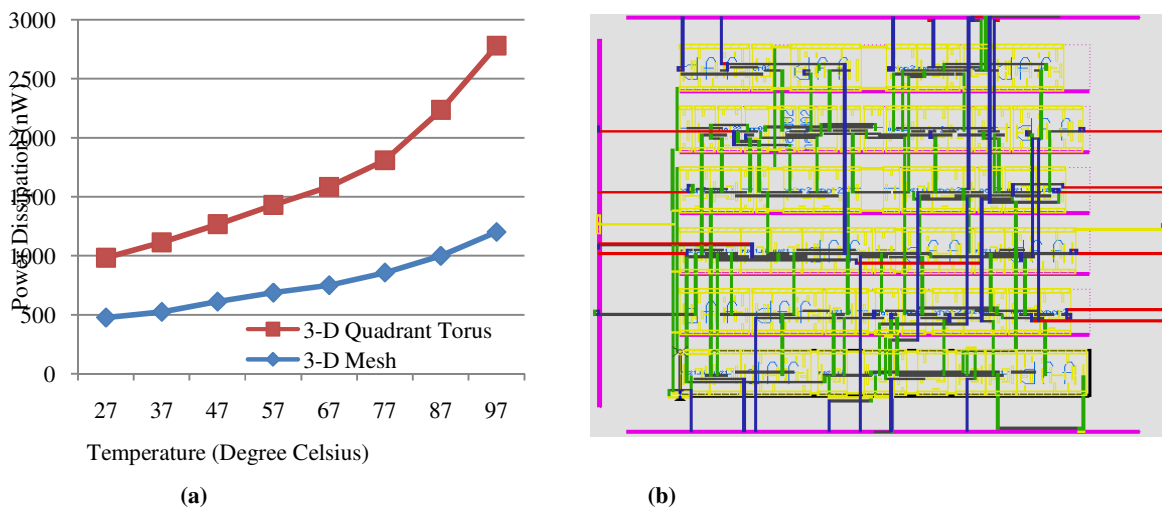 3000
2500
2000
1500
1000
500
0
Power Dissipation (nW)
3-D Quadrant Torus
3-D Mesh
27 37 47 57 67 77 87 97
Temperature (Degree Celsius)
(a)
(b)